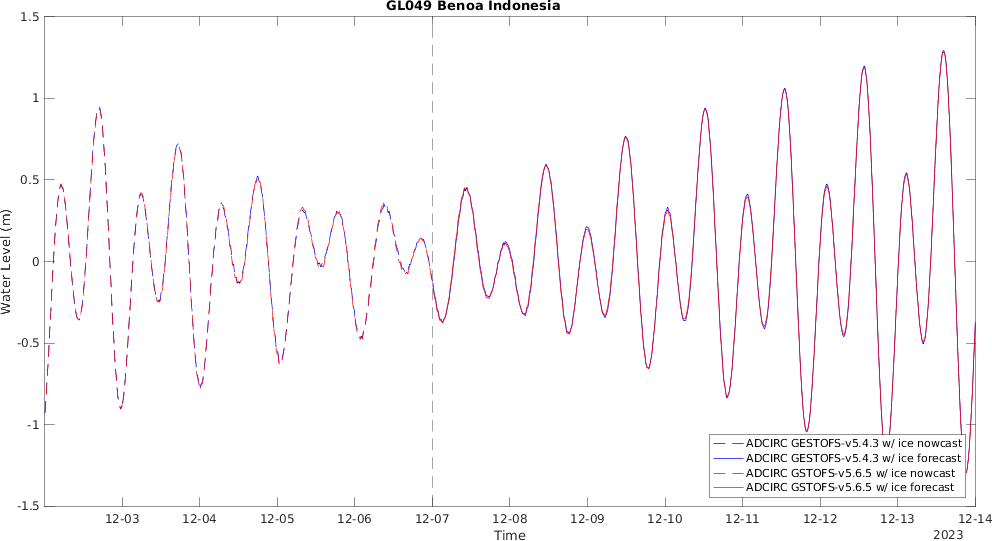 GL049 Benoa Indonesia
1.5
1
0.5
0
-0.5
-1
-1.5
Water Level (m)
ADCIRC GESTOFS-v5.4.3 w/ ice nowcast
ADCIRC GESTOFS-v5.4.3 w/ ice forecast
ADCIRC GSTOFS-v5.6.5 w/ ice nowcast
ADCIRC GSTOFS-v5.6.5 w/ ice forecast
12-03 12-04 12-05 12-06 12-07 12-08 12-09 12-10 12-11 12-12 12-13 12-14
Time
2023